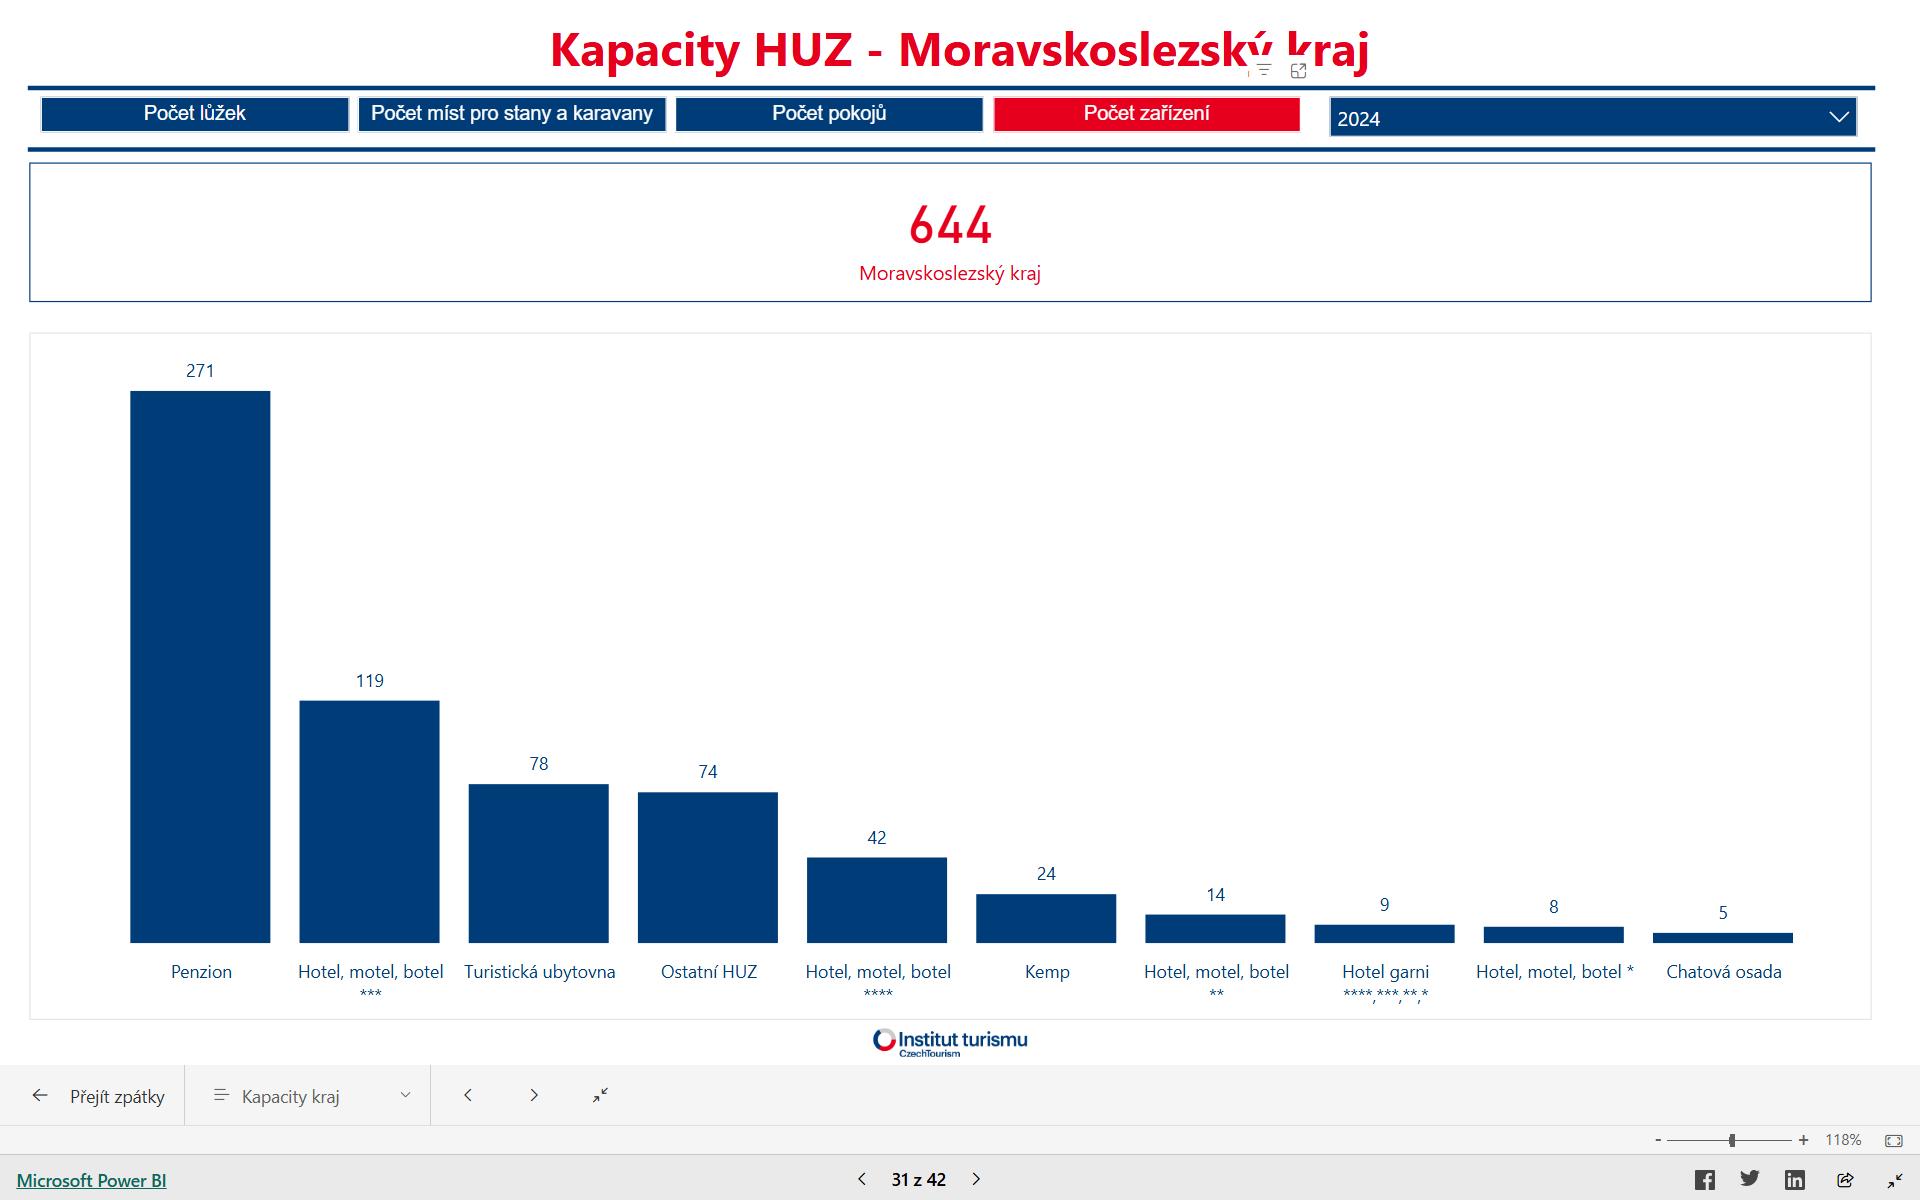 Kapacity HUZ - Moravskoslezský kraj
Počet lůžek
Počet míst pro stany a karavany
Počet pokojů
Počet zařízení
2024
644
Moravskoslezský kraj
271
119
78
74
42
24
14
9
8
5
Penzion
Hotel, motel, botel
***
Turistická ubytovna
Ostatní HUZ
Hotel, motel, botel
****
Kemp
Hotel, motel, botel
**
Hotel garni
****,***,**,*
Hotel, motel, botel *
Chatová osada
Institut turismu
CzechTourism
Přejít zpátky
Kapacity kraj
- + 118%
Microsoft Power BI
31 z 42